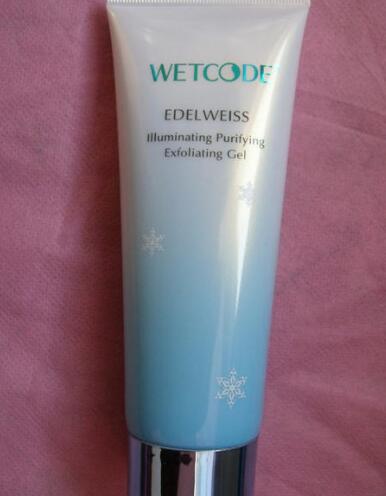 WETCODE
EDELWEISS
Illuminating Purifying
Exfoliating Gel